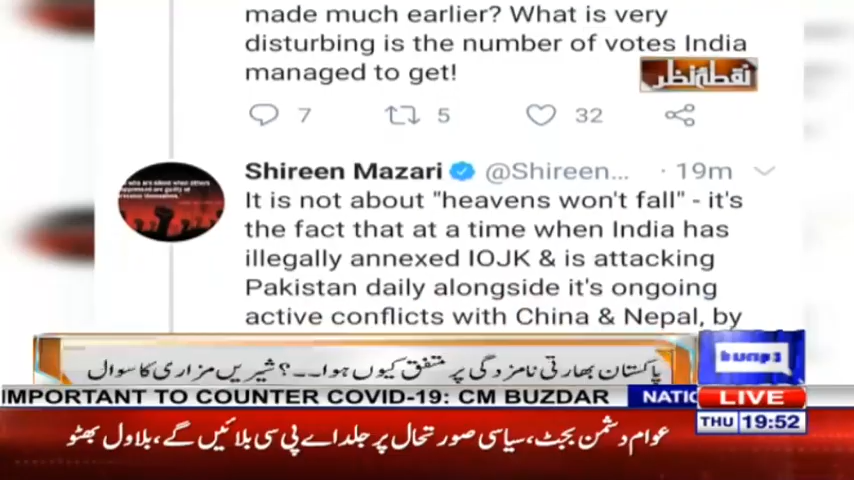 made much earlier? What is very
disturbing is the number of votes India
managed to get!
نقطۂ نظر
7 5 32
Shireen Mazari @Shireen... · 19m
It is not about "heavens won't fall" - it's
the fact that at a time when India has
illegally annexed IOJK & is attacking
Pakistan daily alongside it's ongoing
active conflicts with China & Nepal, by
پاکستان بھارتی نامزدگی پر متفق کیوں ہوا۔۔۔؟ شیریں مزاری کا سوال
IMPORTANT TO COUNTER COVID-19: CM BUZDAR NATIO
LIVE
THU 19:52
عوام دشمن بجٹ، سیاسی صورتحال پر جلد اے پی سی بلائیں گے، بلاول بھٹو